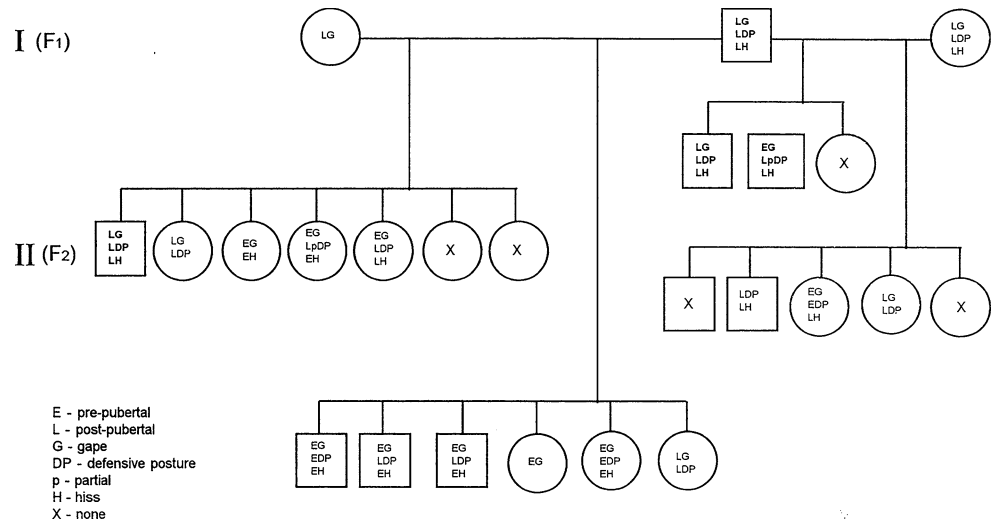 I (F1)
LG
LG
LDP
LH
LG
LDP
LH
LG
LDP
LH
EG
LpDP
LH
X
II (F2)
LG
LDP
LH
LG
LDP
EG
EH
EG
LpDP
EH
EG
LDP
LH
X
X
X
LDP
LH
EG
EDP
LH
LG
LDP
X
EG
EDP
EH
EG
LDP
EH
EG
LDP
EH
EG
EG
EDP
EH
LG
LDP
E - pre-pubertal
L - post-pubertal
G - gape
DP - defensive posture
p - partial
H - hiss
X - none